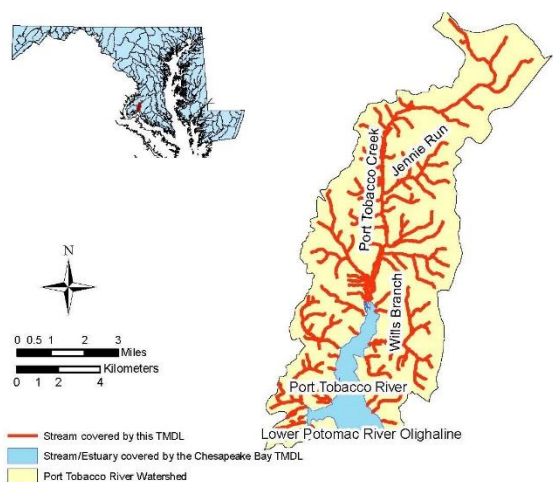 Port Tobacco Creek
Jennie Run
Wills Branch
Port Tobacco River
Lower Potomac River Olighaline
N
0 0.5 1 2 3
Miles
Kilometers
0 1 2 4
Stream covered by this TMDL
Stream/Estuary covered by the Chesapeake Bay TMDL
Port Tobacco River Watershed